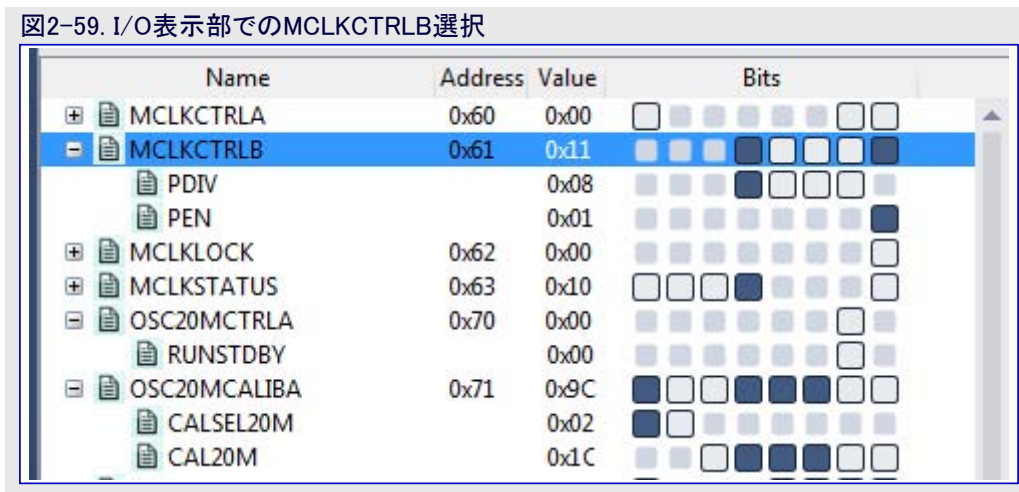 図2-59. I/O表示部でのMCLKCTRLB選択
Name Address Value Bits
MCLKCTRLA 0x60 0x00
MCLKCTRLB 0x61 0x11
PDIV 0x08
PEN 0x01
MCLKLOCK 0x62 0x00
MCLKSTATUS 0x63 0x10
OSC20MCTRLA 0x70 0x00
RUNSTDBY 0x00
OSC20MCALIBA 0x71 0x9C
CALSEL20M 0x02
CAL20M 0x1C